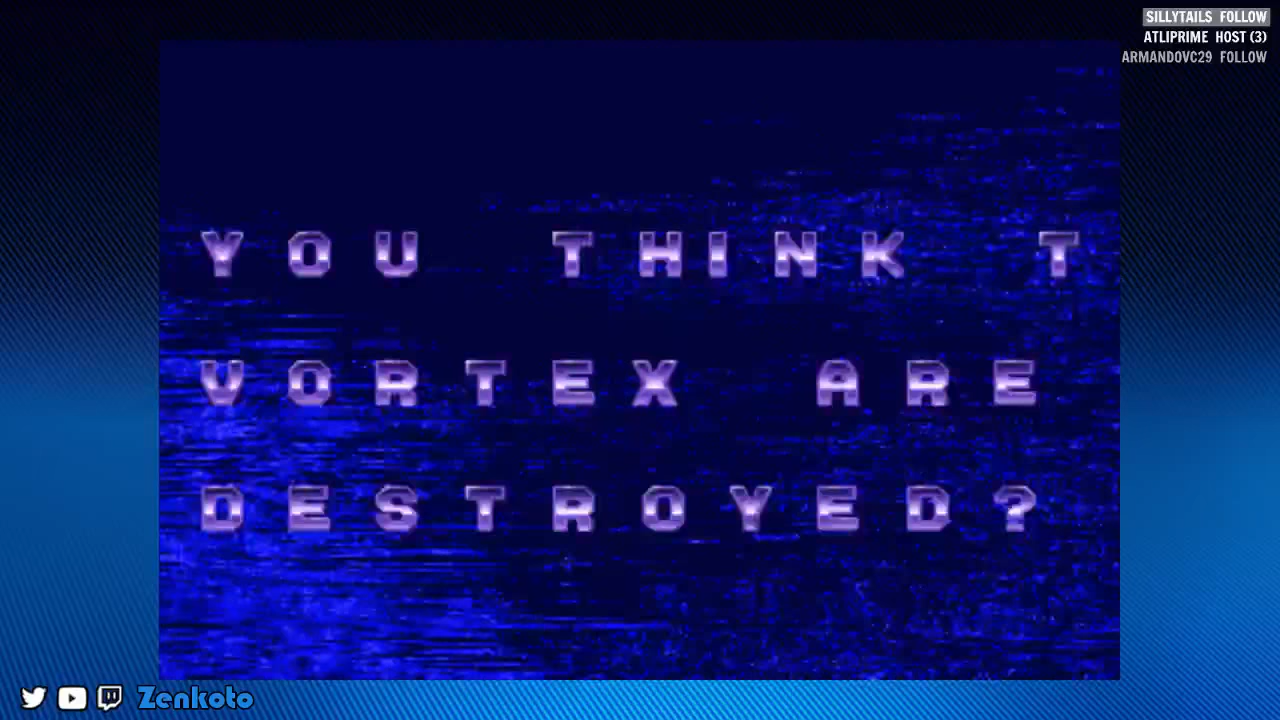 SILLYTAILS FOLLOW
ATLIPRIME HOST (3)
ARMANDOVC29 FOLLOW
YOU THINK T
VORTEX ARE
DESTROYED?
Zenkoto